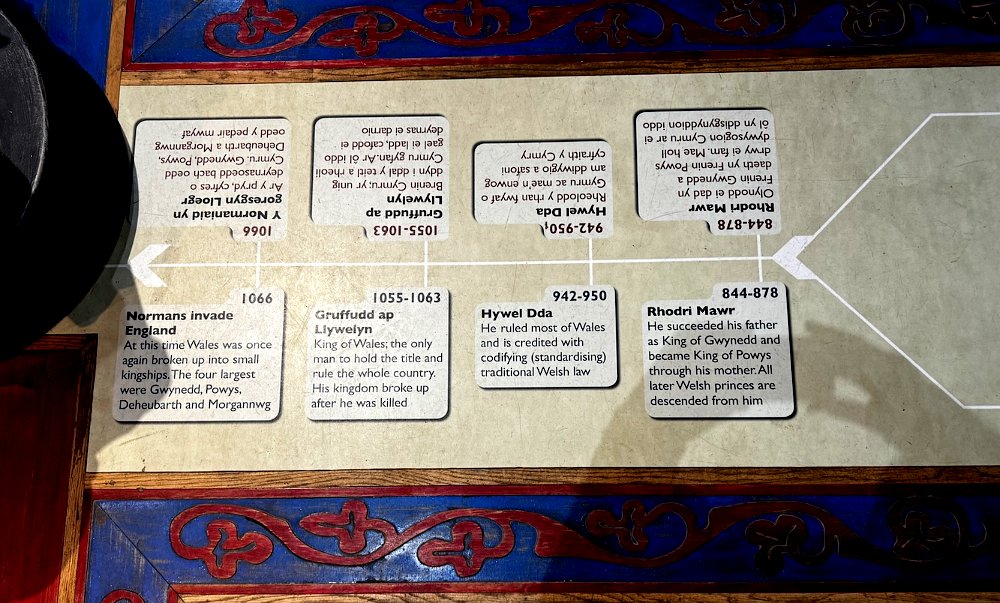 1066
Normans invade
England
At this time Wales was once
again broken up into small
kingships. The four largest
were Gwynedd, Powys,
Deheubarth and Morgannwg
1055-1063
Gruffudd ap
Llywelyn
King of Wales; the only
man to hold the title and
rule the whole country.
His kingdom broke up
after he was killed
942-950
Hywel Dda
He ruled most of Wales
and is credited with
codifying (standardising)
traditional Welsh law
844-878
Rhodri Mawr
He succeeded his father
as King of Gwynedd and
became King of Powys
through his mother. All
later Welsh princes are
descended from him
844-878
Rhodri Mawr
Olynodd ei dad yn
Frenin Gwynedd a
daeth yn Frenin Powys
drwy ei fam. Mae holl
dywysogion Cymru ar ei
ôl yn ddisgynyddion iddo
942-950
Hywel Dda
Rheolodd y rhan fwyaf o
Gymru ac mae'n enwog
am ddiwygio a safoni
cyfraith y Cymry
1055-1063
Gruffudd ap
Llywelyn
Brenin Cymru; yr unig
ddyn i ddal y teitl a rheoli
Cymru gyfan. Ar ôl iddo
gael ei ladd, cafodd ei
deyrnas ei darnio
1066
Y Normaniaid yn
goresgyn Lloegr
Ar y pryd, o'r cyfres o
deyrnasoedd bach oedd
Cymru. Gwynedd, Powys,
Deheubarth a Morgannwg
oedd y pedair mwyaf